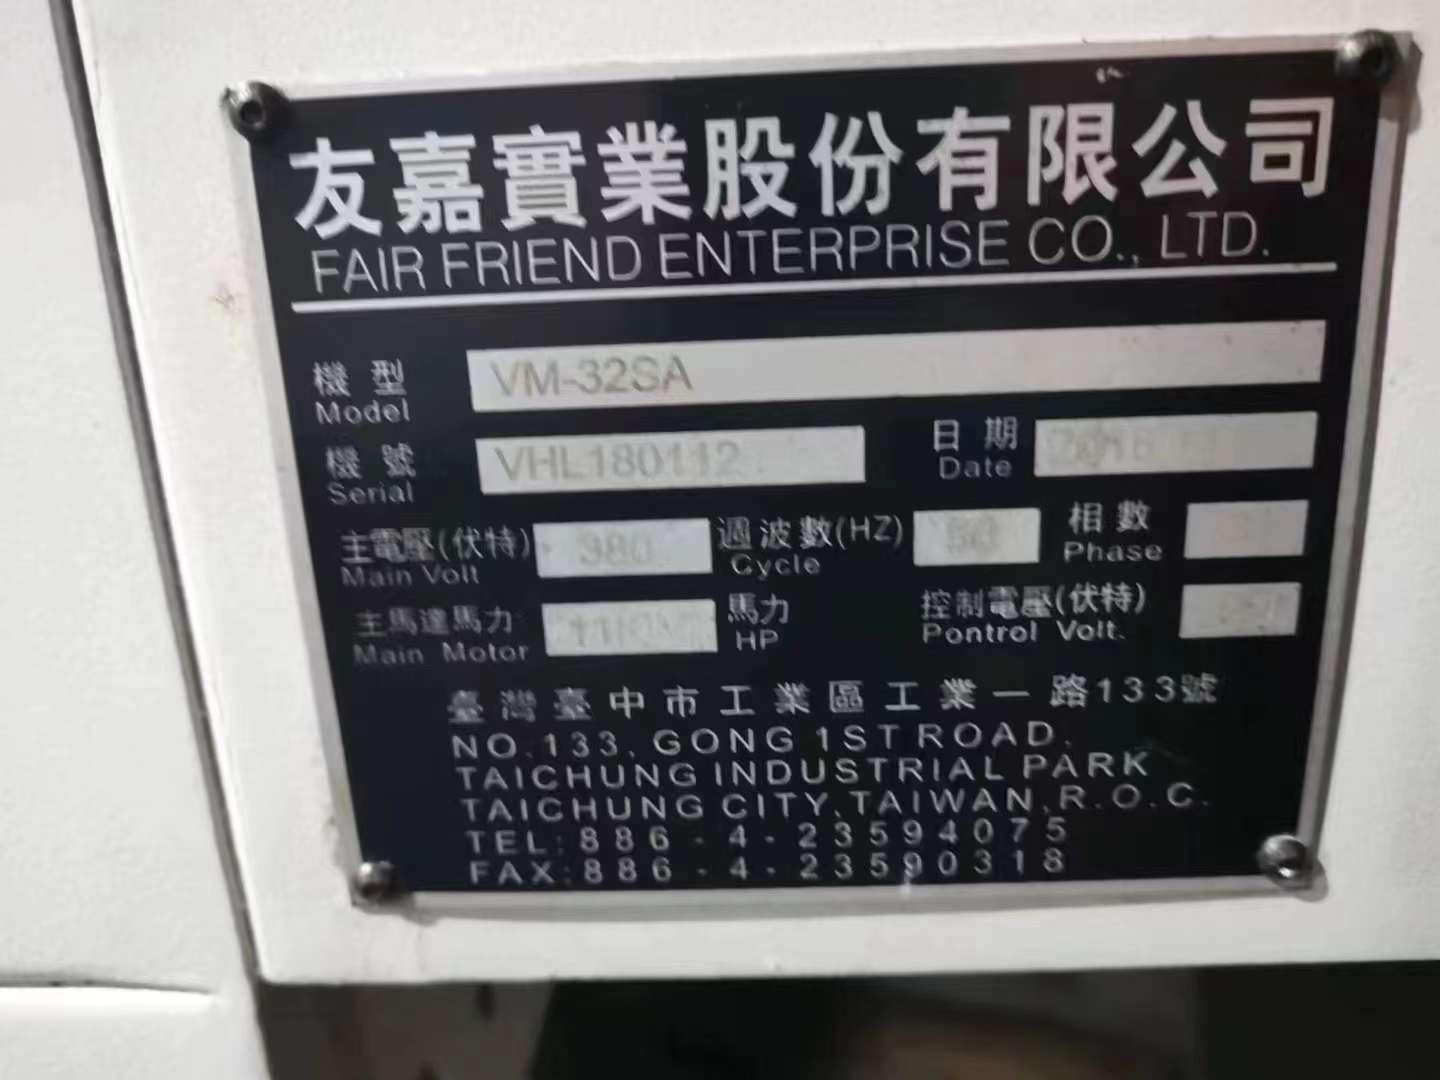 友嘉實業股份有限公司
FAIR FRIEND ENTERPRISE CO., LTD.
機型 VM-32SA
Model
機號 VHL180112 日期
Serial Date
主電壓(伏特) 380 週波數(HZ) 50 相數
Main Volt Cycle Phase
主馬達馬力 馬力 控制電壓(伏特)
Main Motor HP Pontrol Volt.
臺灣臺中市工業區工業一路133號
NO.133, GONG 1ST ROAD,
TAICHUNG INDUSTRIAL PARK
TAICHUNG CITY, TAIWAN, R.O.C.
TEL:886-4-23594075
FAX:886-4-23590318